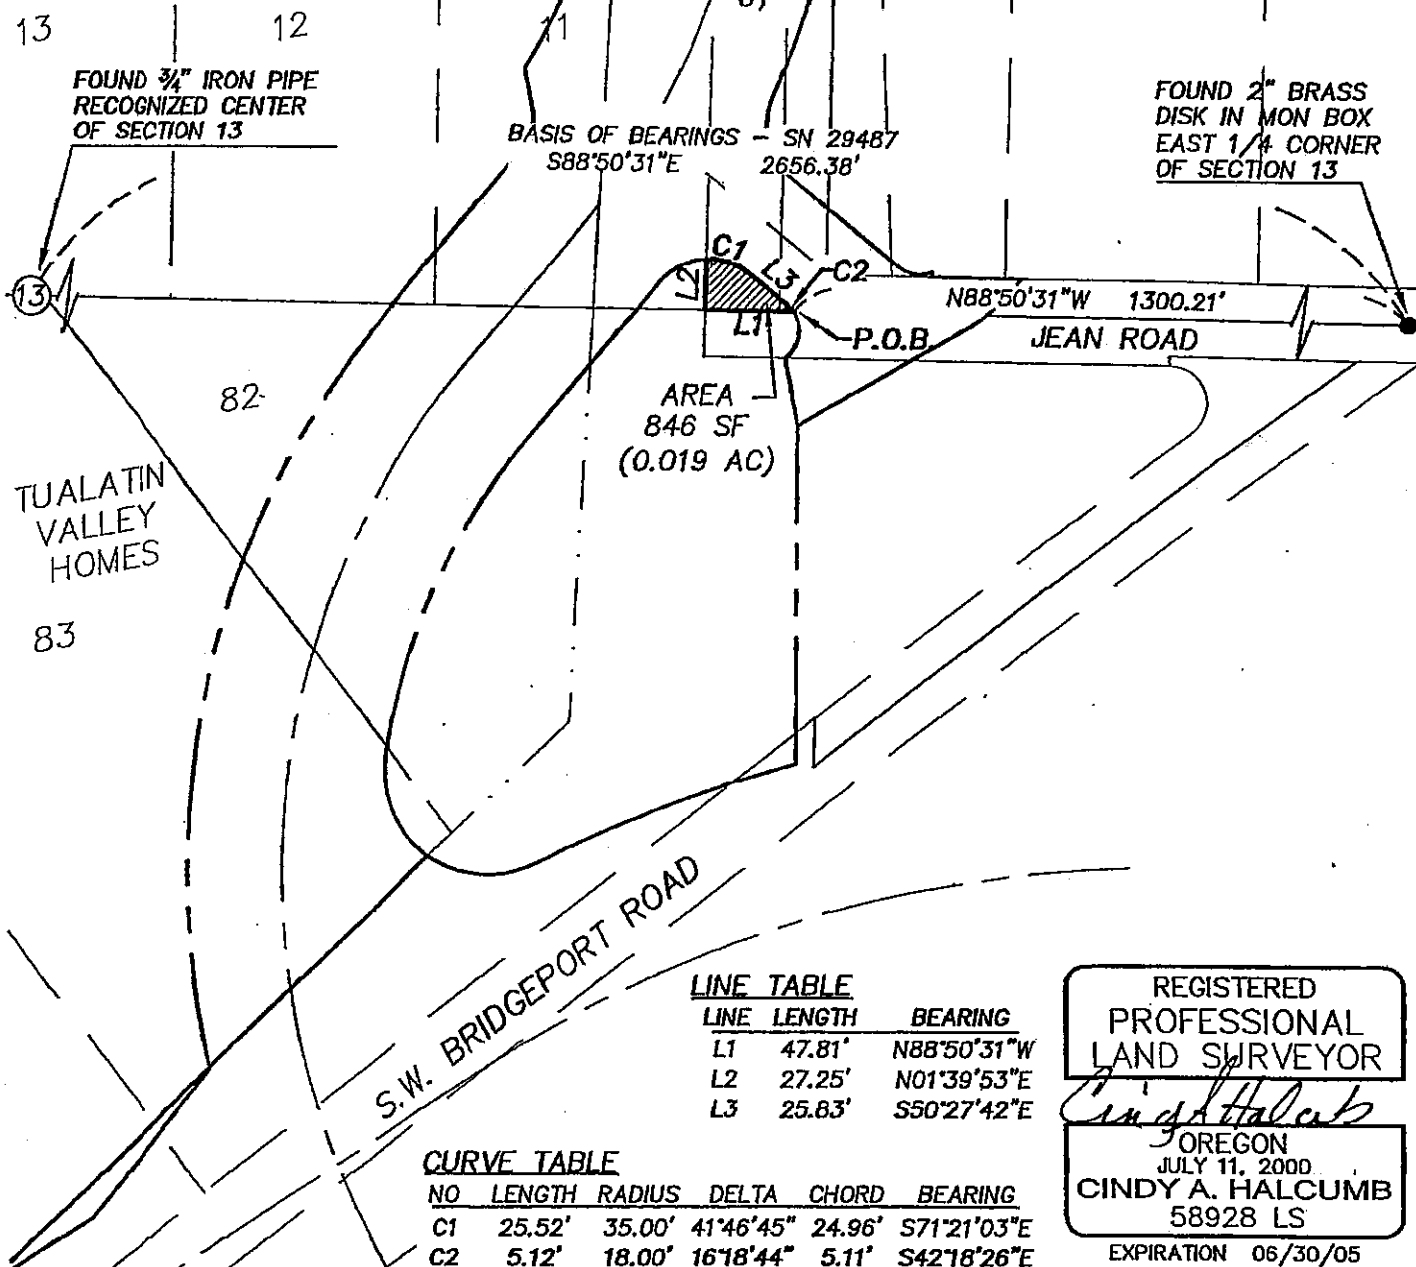 13
12
11
FOUND ¾" IRON PIPE
RECOGNIZED CENTER
OF SECTION 13
BASIS OF BEARINGS - SN 29487
S88°50'31"E 2656.38'
FOUND 2" BRASS
DISK IN MON BOX
EAST 1/4 CORNER
OF SECTION 13
13
C1
L2
L3
C2
L1
P.O.B.
N88°50'31"W 1300.21'
JEAN ROAD
AREA
846 SF
(0.019 AC)
82
TUALATIN
VALLEY
HOMES
83
S.W. BRIDGEPORT ROAD
LINE TABLE
LINE LENGTH BEARING
L1 47.81' N88°50'31"W
L2 27.25' N01°39'53"E
L3 25.83' S50°27'42"E
CURVE TABLE
NO LENGTH RADIUS DELTA CHORD BEARING
C1 25.52' 35.00' 41°46'45" 24.96' S71°21'03"E
C2 5.12' 18.00' 16°18'44" 5.11' S42°18'26"E
REGISTERED
PROFESSIONAL
LAND SURVEYOR
OREGON
JULY 11, 2000
CINDY A. HALCUMB
58928 LS
EXPIRATION 06/30/05